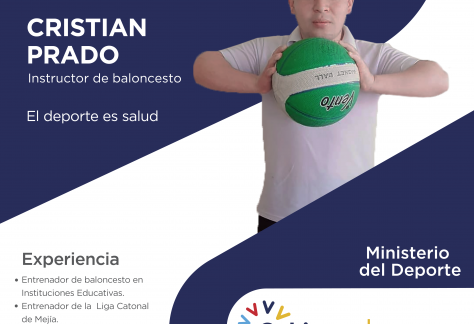 CRISTIAN
PRADO
Instructor de baloncesto
El deporte es salud
Vento
Experiencia
Entrenador de baloncesto en
Instituciones Educativas.
Entrenador de la Liga Catonal
de Mejía.
Ministerio
del Deporte